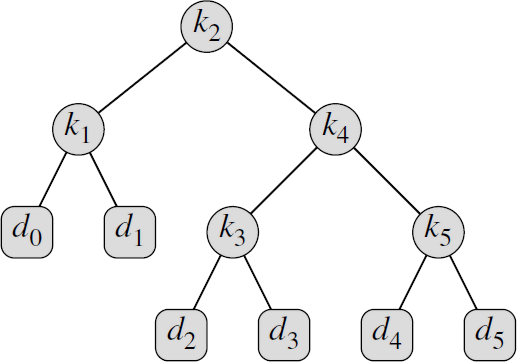 k₂
k₁ k₄
d₀ d₁ k₃ k₅
d₂ d₃ d₄ d₅